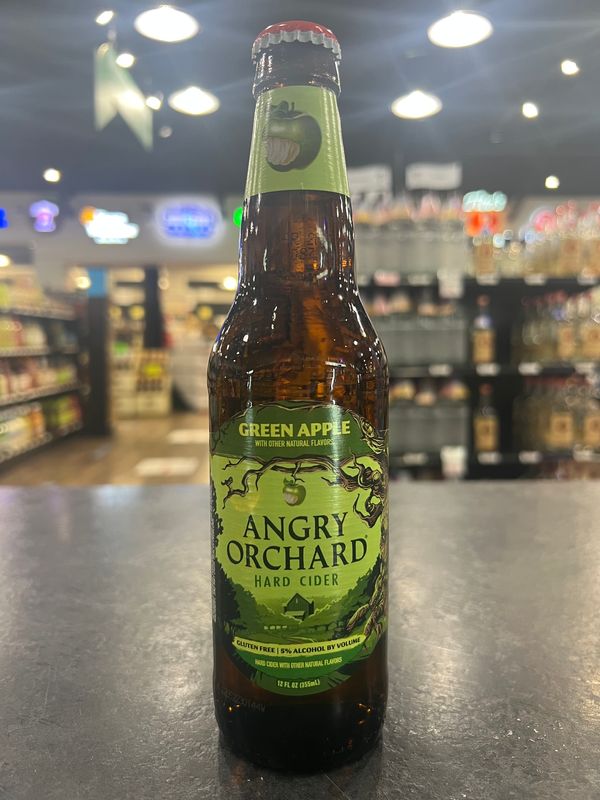 GREEN APPLE
WITH OTHER NATURAL FLAVORS
ANGRY
ORCHARD
HARD CIDER
GLUTEN FREE | 5% ALCOHOL BY VOLUME
HARD CIDER WITH OTHER NATURAL FLAVORS
12 FL OZ (355mL)